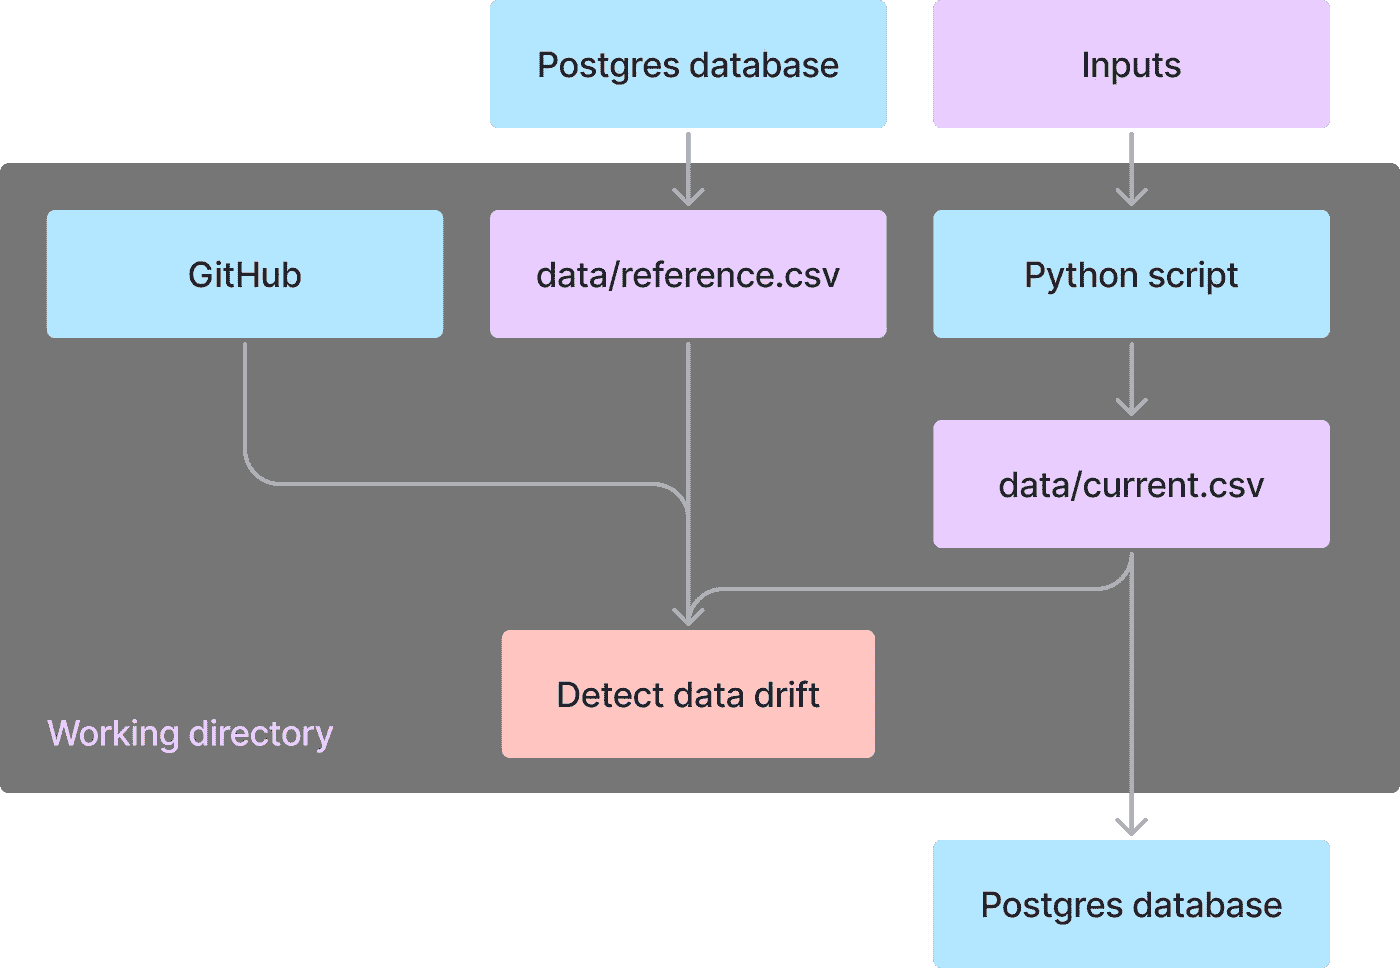 Postgres database
Inputs
GitHub
data/reference.csv
Python script
data/current.csv
Detect data drift
Working directory
Postgres database